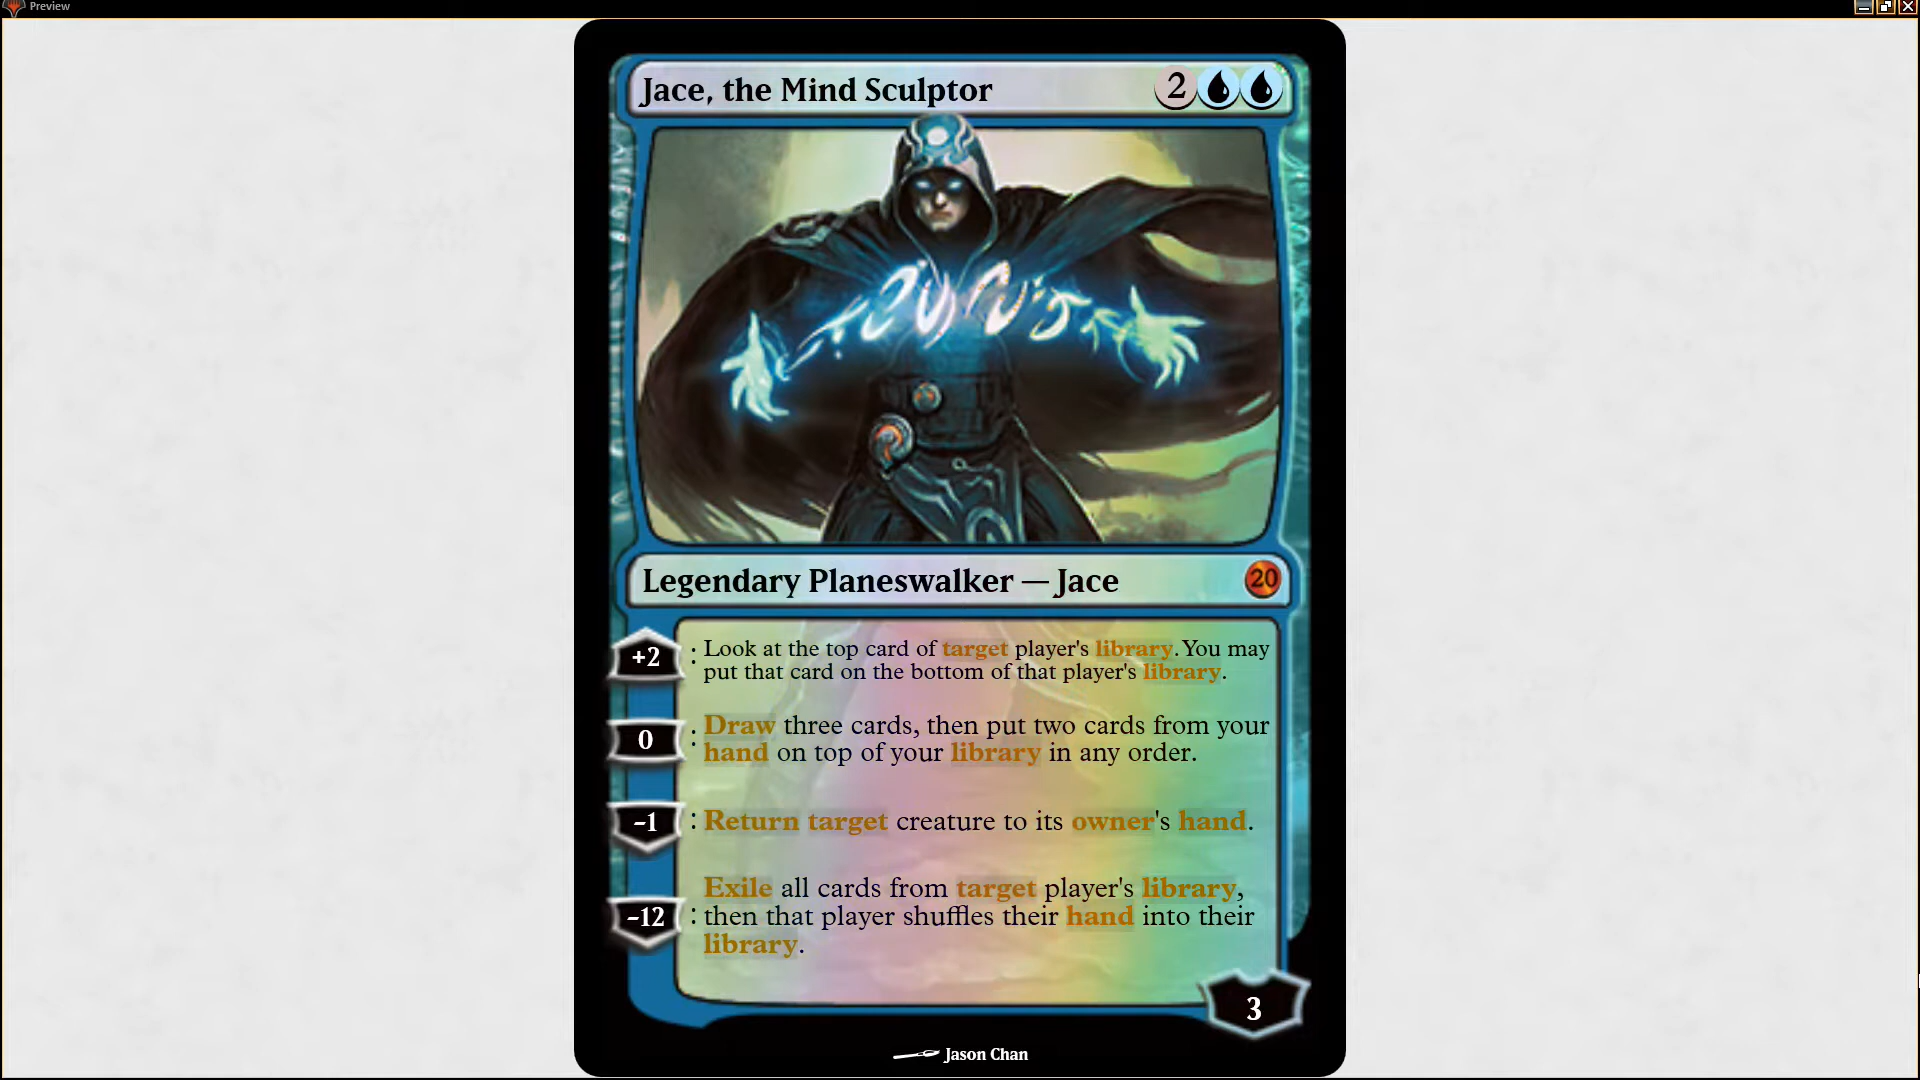 Preview
Jace, the Mind Sculptor
2
Legendary Planeswalker — Jace
20
+2 : Look at the top card of target player's library. You may
put that card on the bottom of that player's library.
0 : Draw three cards, then put two cards from your
hand on top of your library in any order.
–1 : Return target creature to its owner's hand.
Exile all cards from target player's library,
–12 : then that player shuffles their hand into their
library.
3
Jason Chan